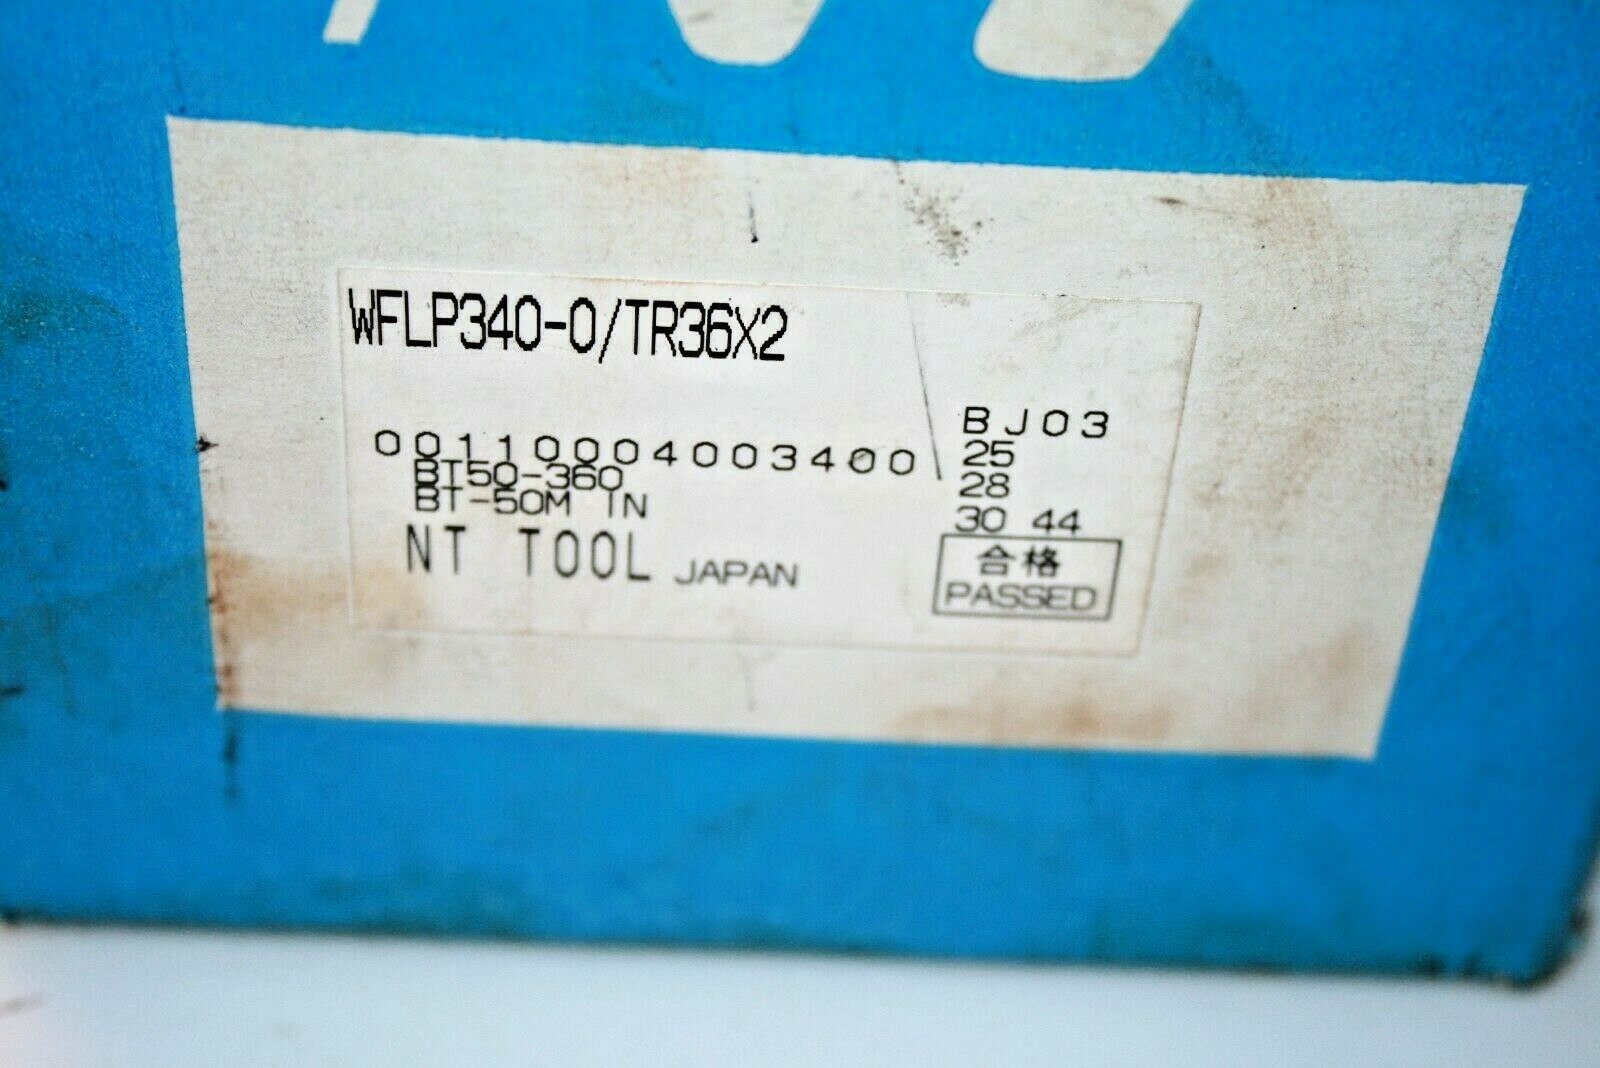 WFLP340-0/TR36X2
BJ03
00110004003400
25
BT50-360
28
BT-50M IN
30 44
NT TOOL JAPAN
合格
PASSED